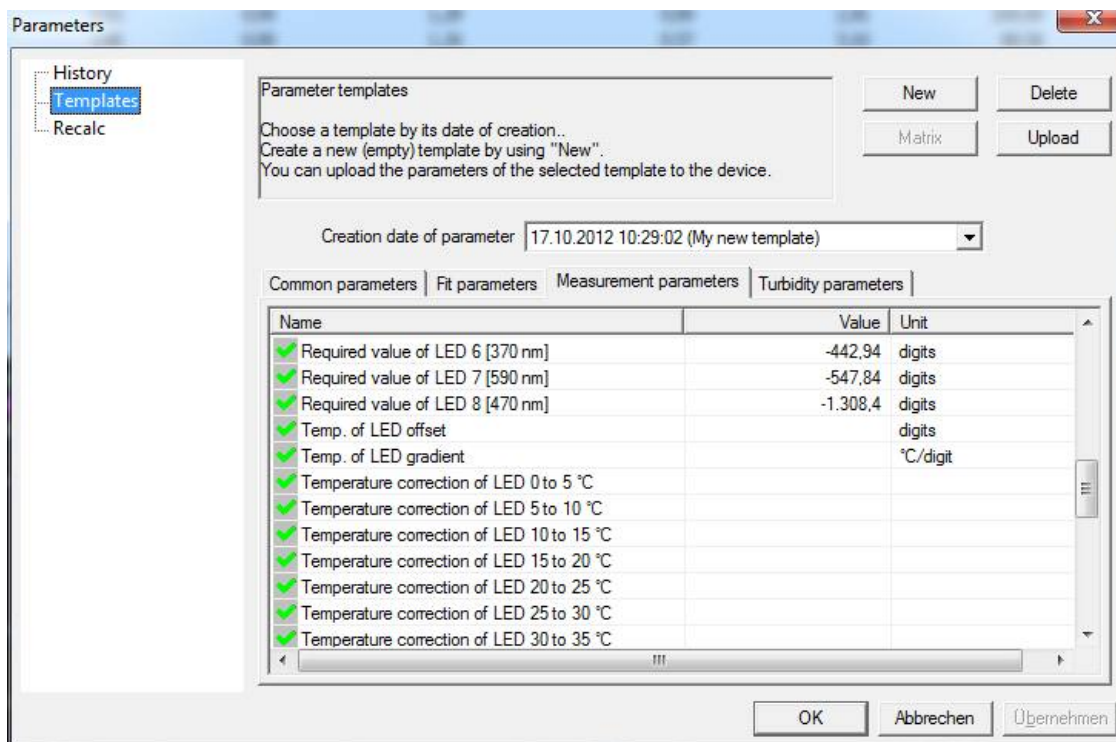 Parameters
History
Templates
Recalc
Parameter templates
Choose a template by its date of creation..
Create a new (empty) template by using "New".
You can upload the parameters of the selected template to the device.
New
Delete
Matrix
Upload
Creation date of parameter 17.10.2012 10:29:02 (My new template)
Common parameters Fit parameters Measurement parameters Turbidity parameters
Name Value Unit
Required value of LED 6 [370 nm] -442,94 digits
Required value of LED 7 [590 nm] -547,84 digits
Required value of LED 8 [470 nm] -1.308,4 digits
Temp. of LED offset digits
Temp. of LED gradient °C/digit
Temperature correction of LED 0 to 5 °C
Temperature correction of LED 5 to 10 °C
Temperature correction of LED 10 to 15 °C
Temperature correction of LED 15 to 20 °C
Temperature correction of LED 20 to 25 °C
Temperature correction of LED 25 to 30 °C
Temperature correction of LED 30 to 35 °C
OK Abbrechen Übernehmen